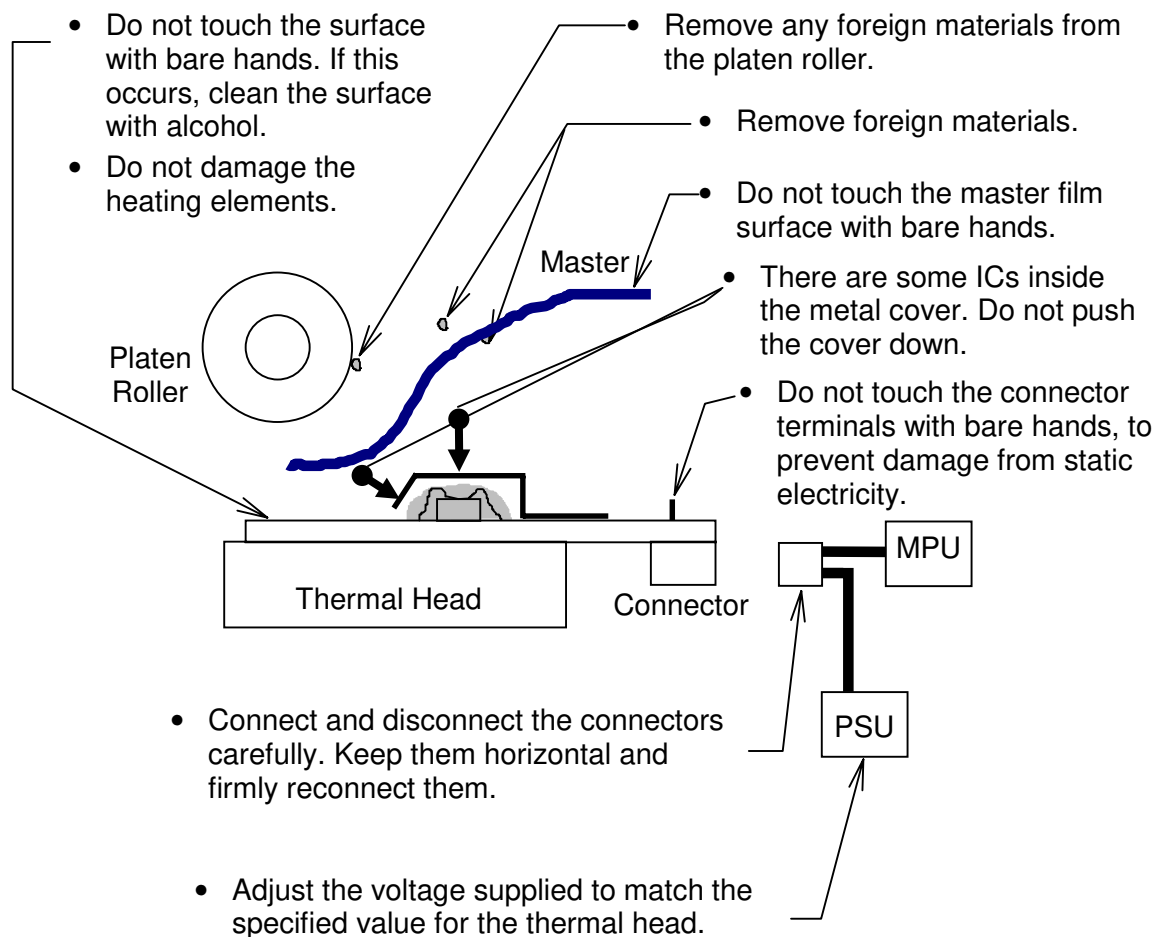 • Do not touch the surface
with bare hands. If this
occurs, clean the surface
with alcohol.
• Do not damage the
heating elements.
• Remove any foreign materials from
the platen roller.
• Remove foreign materials.
• Do not touch the master film
surface with bare hands.
• There are some ICs inside
the metal cover. Do not push
the cover down.
• Do not touch the connector
terminals with bare hands, to
prevent damage from static
electricity.
Master
Platen
Roller
Thermal Head
Connector
MPU
PSU
• Connect and disconnect the connectors
carefully. Keep them horizontal and
firmly reconnect them.
• Adjust the voltage supplied to match the
specified value for the thermal head.